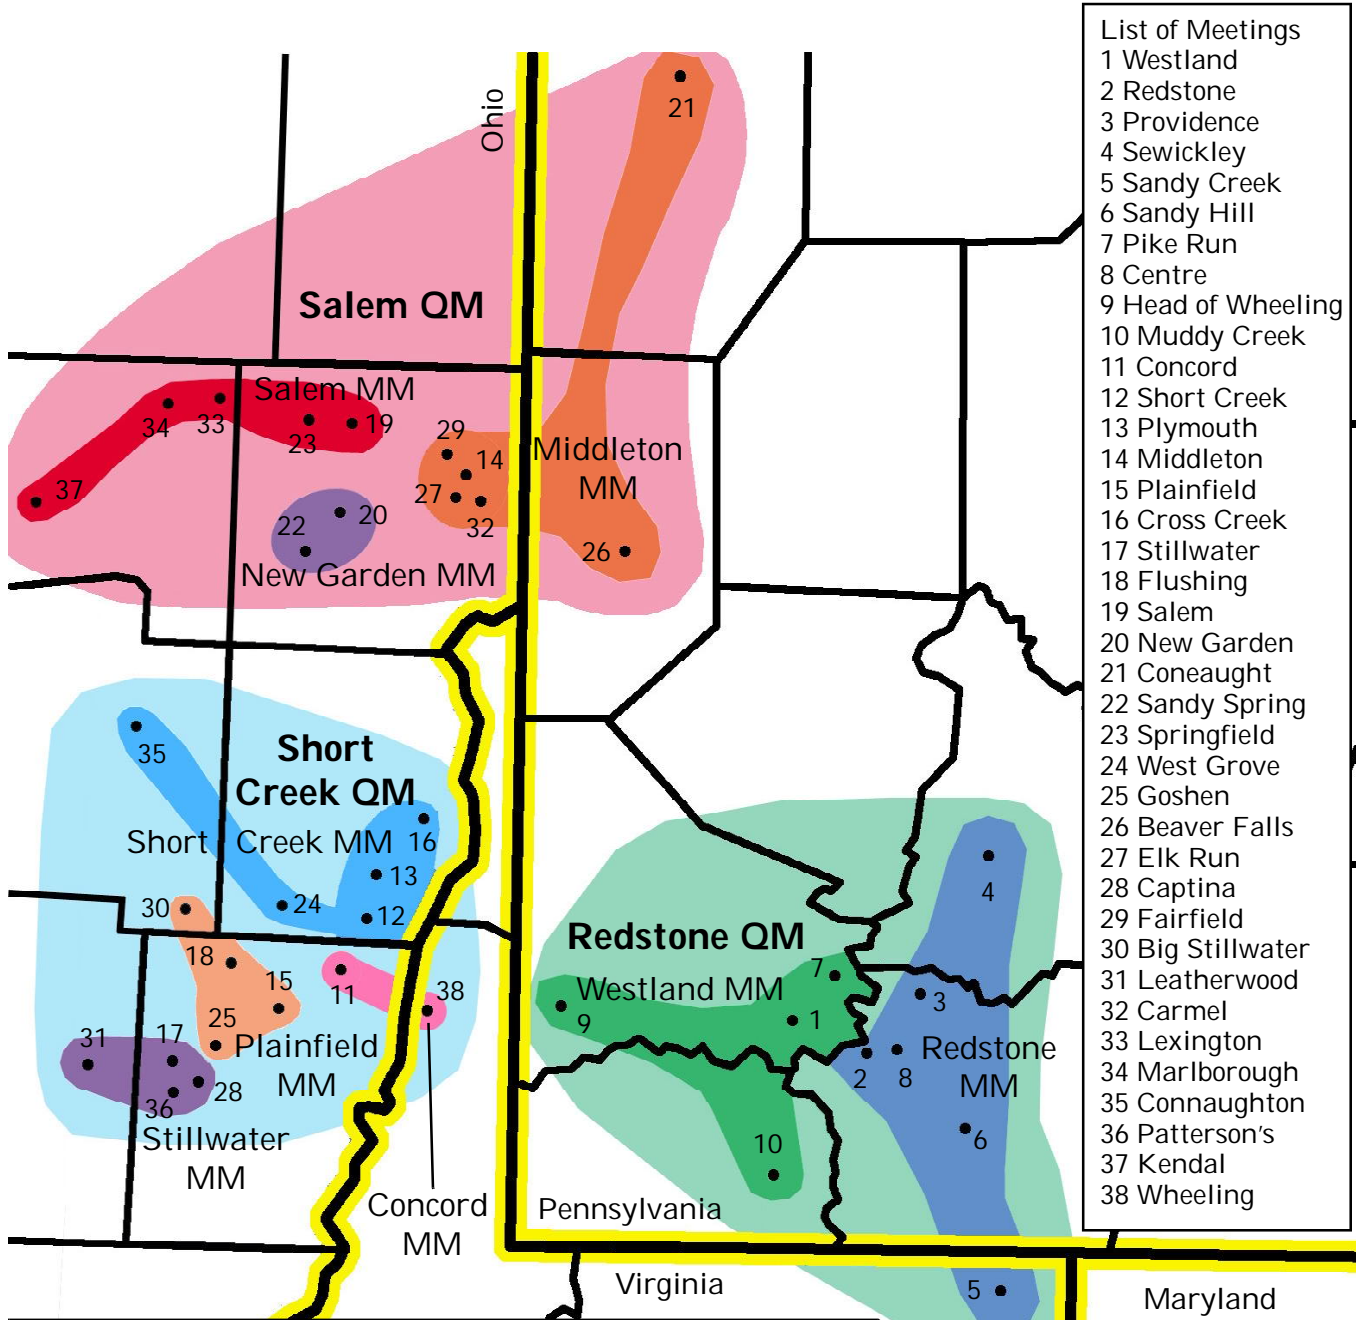 Ohio
21
Salem QM
Salem MM
34
33
23
19
37
29
14
27
32
Middleton
MM
26
22
20
New Garden MM
35
Short
Creek QM
Short Creek MM
16
13
24
12
30
18
15
25
11
38
31
17
28
36
Plainfield
MM
Stillwater
MM
Concord
MM
Redstone QM
Westland MM
7
9
1
4
3
2
8
Redstone
MM
6
10
5
Pennsylvania
Virginia
Maryland
List of Meetings
1 Westland
2 Redstone
3 Providence
4 Sewickley
5 Sandy Creek
6 Sandy Hill
7 Pike Run
8 Centre
9 Head of Wheeling
10 Muddy Creek
11 Concord
12 Short Creek
13 Plymouth
14 Middleton
15 Plainfield
16 Cross Creek
17 Stillwater
18 Flushing
19 Salem
20 New Garden
21 Coneaught
22 Sandy Spring
23 Springfield
24 West Grove
25 Goshen
26 Beaver Falls
27 Elk Run
28 Captina
29 Fairfield
30 Big Stillwater
31 Leatherwood
32 Carmel
33 Lexington
34 Marlborough
35 Connaughton
36 Patterson's
37 Kendal
38 Wheeling